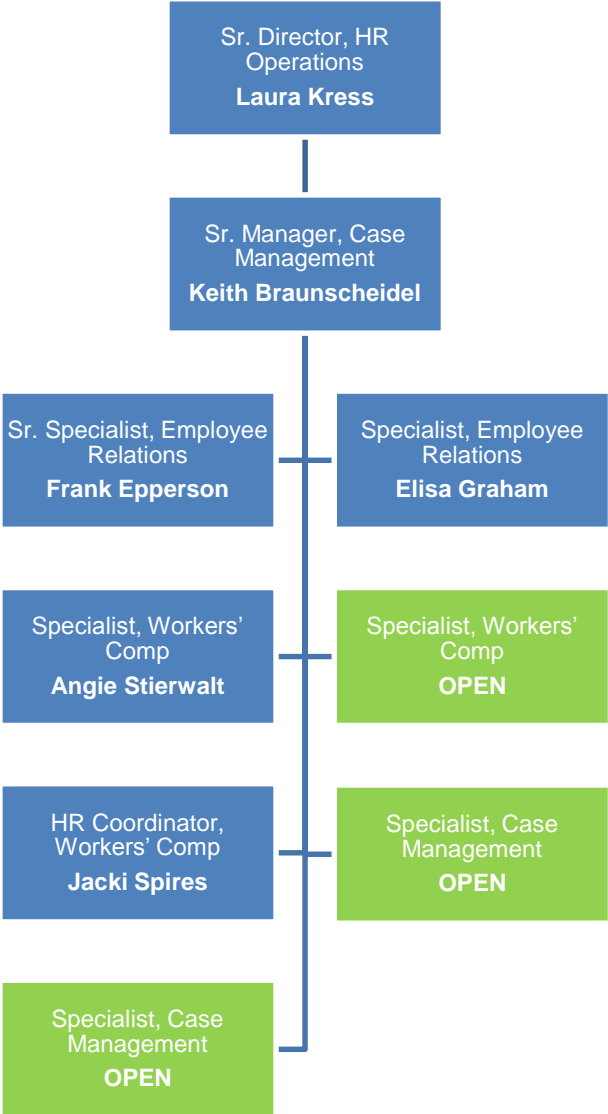 Sr. Director, HR
Operations
Laura Kress
Sr. Manager, Case
Management
Keith Braunscheidel
Sr. Specialist, Employee
Relations
Frank Epperson
Specialist, Employee
Relations
Elisa Graham
Specialist, Workers’
Comp
Angie Stierwalt
Specialist, Workers’
Comp
OPEN
HR Coordinator,
Workers’ Comp
Jacki Spires
Specialist, Case
Management
OPEN
Specialist, Case
Management
OPEN